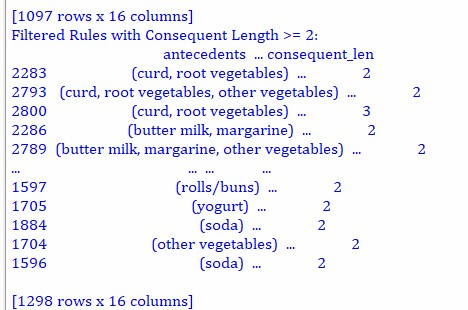 [1097 rows x 16 columns]
Filtered Rules with Consequent Length >= 2:
antecedents ... consequent_len
2283 (curd, root vegetables) ... 2
2793 (curd, root vegetables, other vegetables) ... 2
2800 (curd, root vegetables) ... 3
2286 (butter milk, margarine) ... 2
2789 (butter milk, margarine, other vegetables) ... 2
... ... ... ...
1597 (rolls/buns) ... 2
1705 (yogurt) ... 2
1884 (soda) ... 2
1704 (other vegetables) ... 2
1596 (soda) ... 2
[1298 rows x 16 columns]